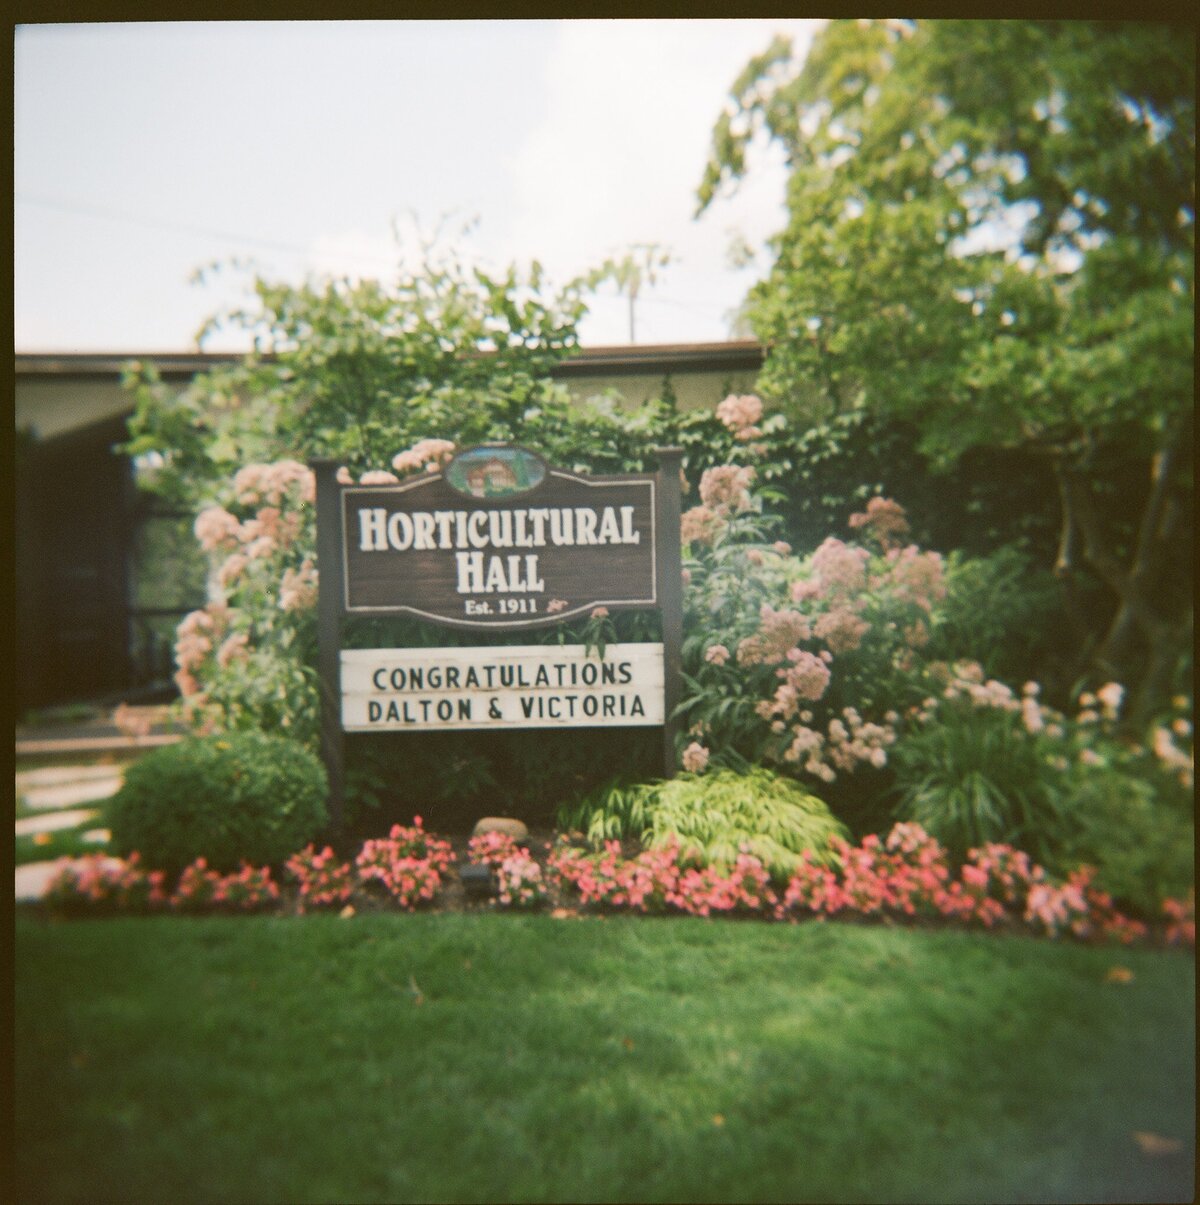 HORTICULTURAL
HALL
Est. 1911
CONGRATULATIONS
DALTON & VICTORIA